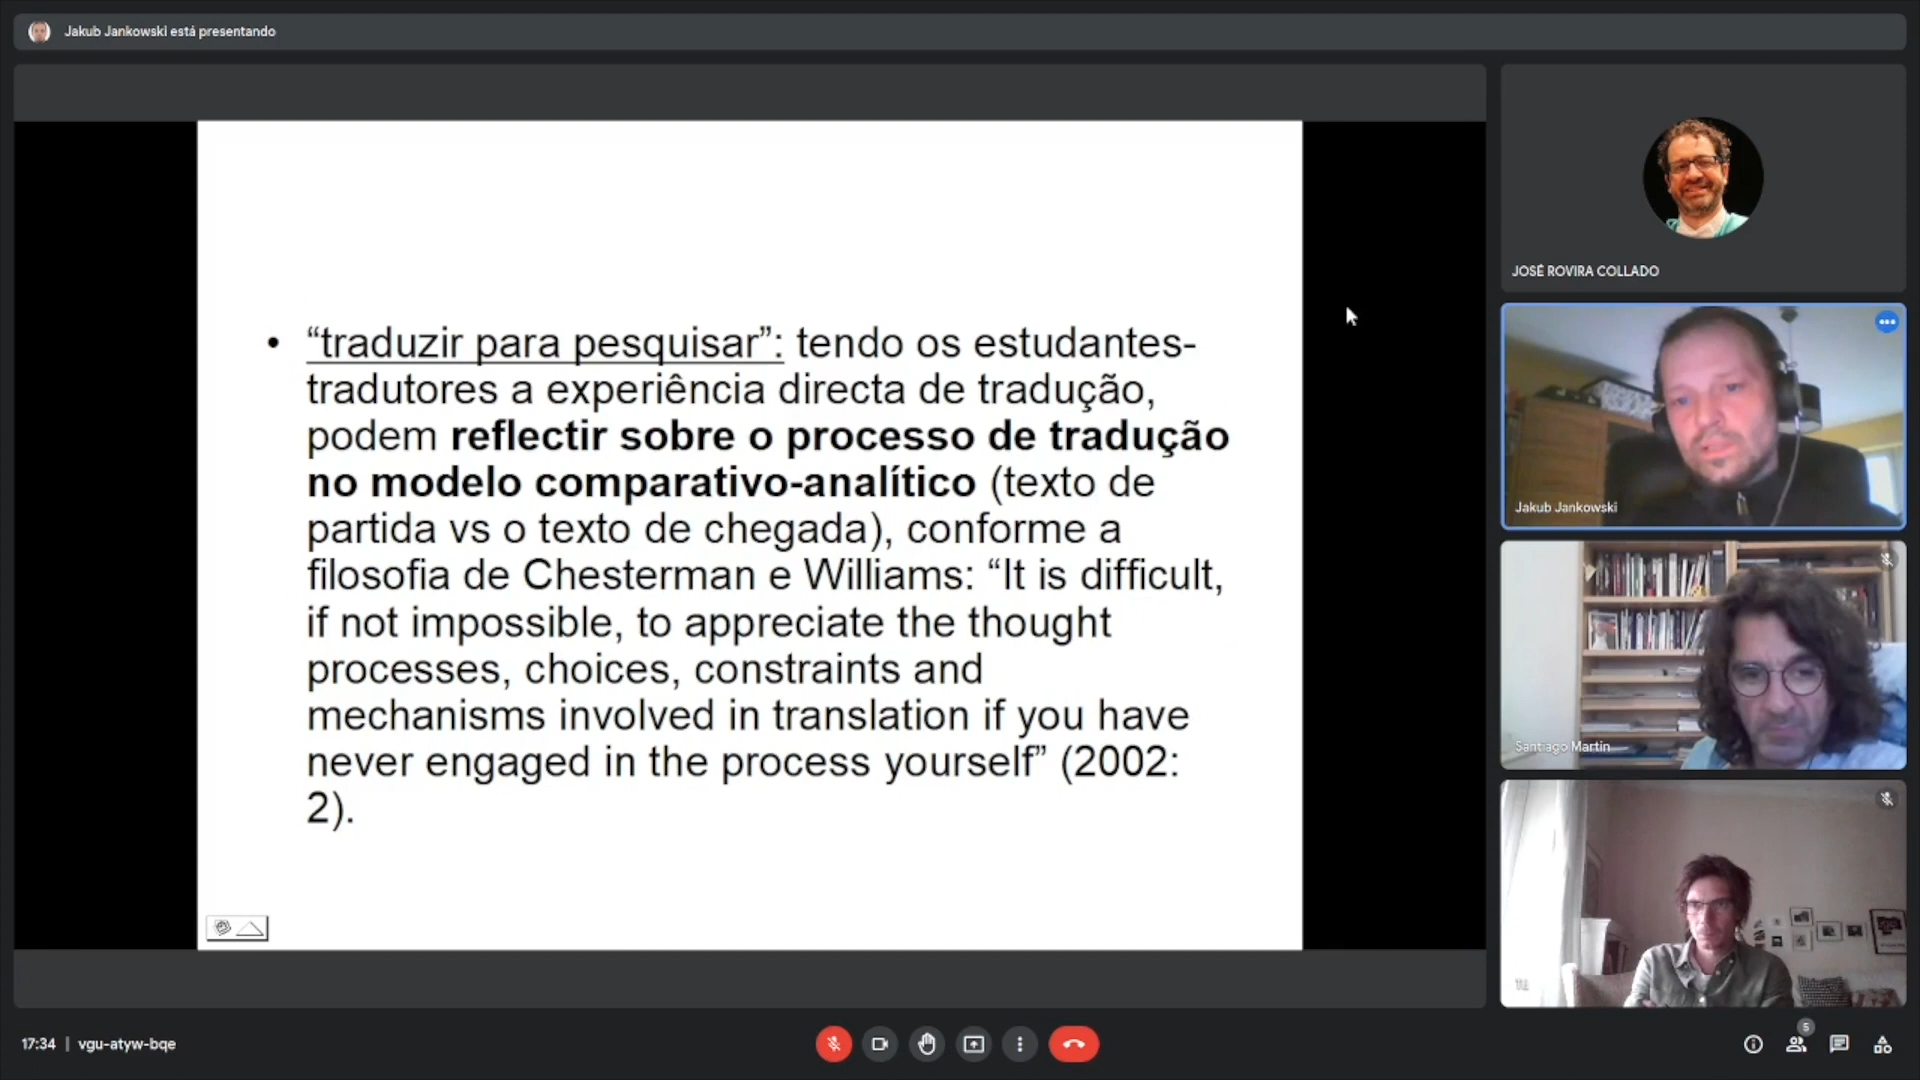 Jakub Jankowski está presentando
• “traduzir para pesquisar”: tendo os estudantes-
tradutores a experiência directa de tradução,
podem reflectir sobre o processo de tradução
no modelo comparativo-analítico (texto de
partida vs o texto de chegada), conforme a
filosofia de Chesterman e Williams: “It is difficult,
if not impossible, to appreciate the thought
processes, choices, constraints and
mechanisms involved in translation if you have
never engaged in the process yourself” (2002:
2).
JOSÉ ROVIRA COLLADO
Jakub Jankowski
Santiago Martin
Tú
17:34 | vgu-atyw-bqe
5